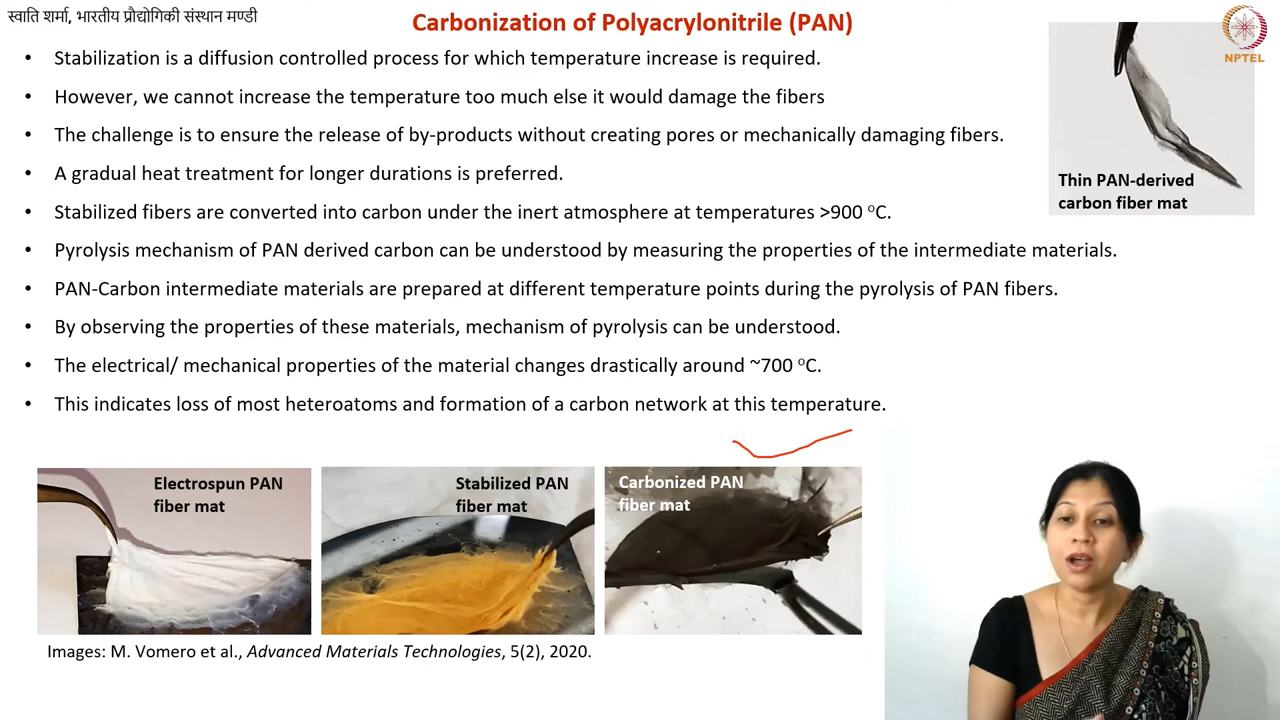 स्वाति शर्मा, भारतीय प्रौद्योगिकी संस्थान मण्डी
Carbonization of Polyacrylonitrile (PAN)
NPTEL
• Stabilization is a diffusion controlled process for which temperature increase is required.
• However, we cannot increase the temperature too much else it would damage the fibers
• The challenge is to ensure the release of by-products without creating pores or mechanically damaging fibers.
• A gradual heat treatment for longer durations is preferred.
• Stabilized fibers are converted into carbon under the inert atmosphere at temperatures >900 ⁰C.
• Pyrolysis mechanism of PAN derived carbon can be understood by measuring the properties of the intermediate materials.
• PAN-Carbon intermediate materials are prepared at different temperature points during the pyrolysis of PAN fibers.
• By observing the properties of these materials, mechanism of pyrolysis can be understood.
• The electrical/ mechanical properties of the material changes drastically around ~700 ⁰C.
• This indicates loss of most heteroatoms and formation of a carbon network at this temperature.
Thin PAN-derived
carbon fiber mat
Electrospun PAN
fiber mat
Stabilized PAN
fiber mat
Carbonized PAN
fiber mat
Images: M. Vomero et al., Advanced Materials Technologies, 5(2), 2020.